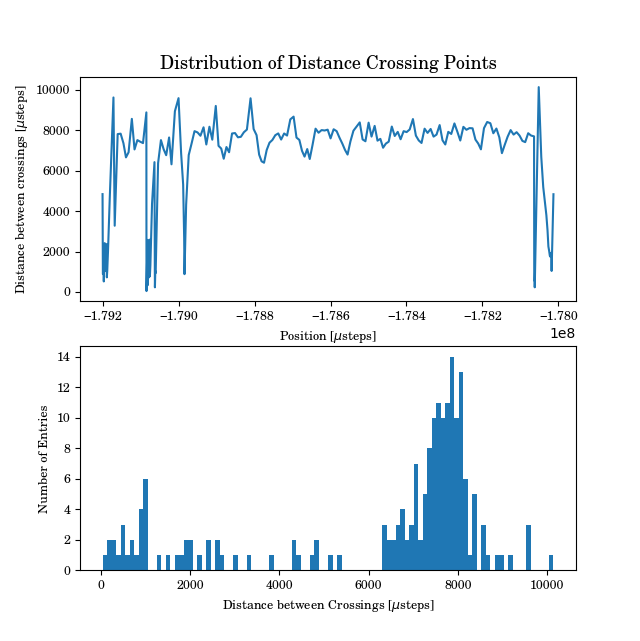 Distribution of Distance Crossing Points
Distance between crossings [μsteps]
10000
8000
6000
4000
2000
0
−1.792 −1.790 −1.788 −1.786 −1.784 −1.782 −1.780
Position [μsteps]
1e8
Number of Entries
14
12
10
8
6
4
2
0
0 2000 4000 6000 8000 10000
Distance between Crossings [μsteps]